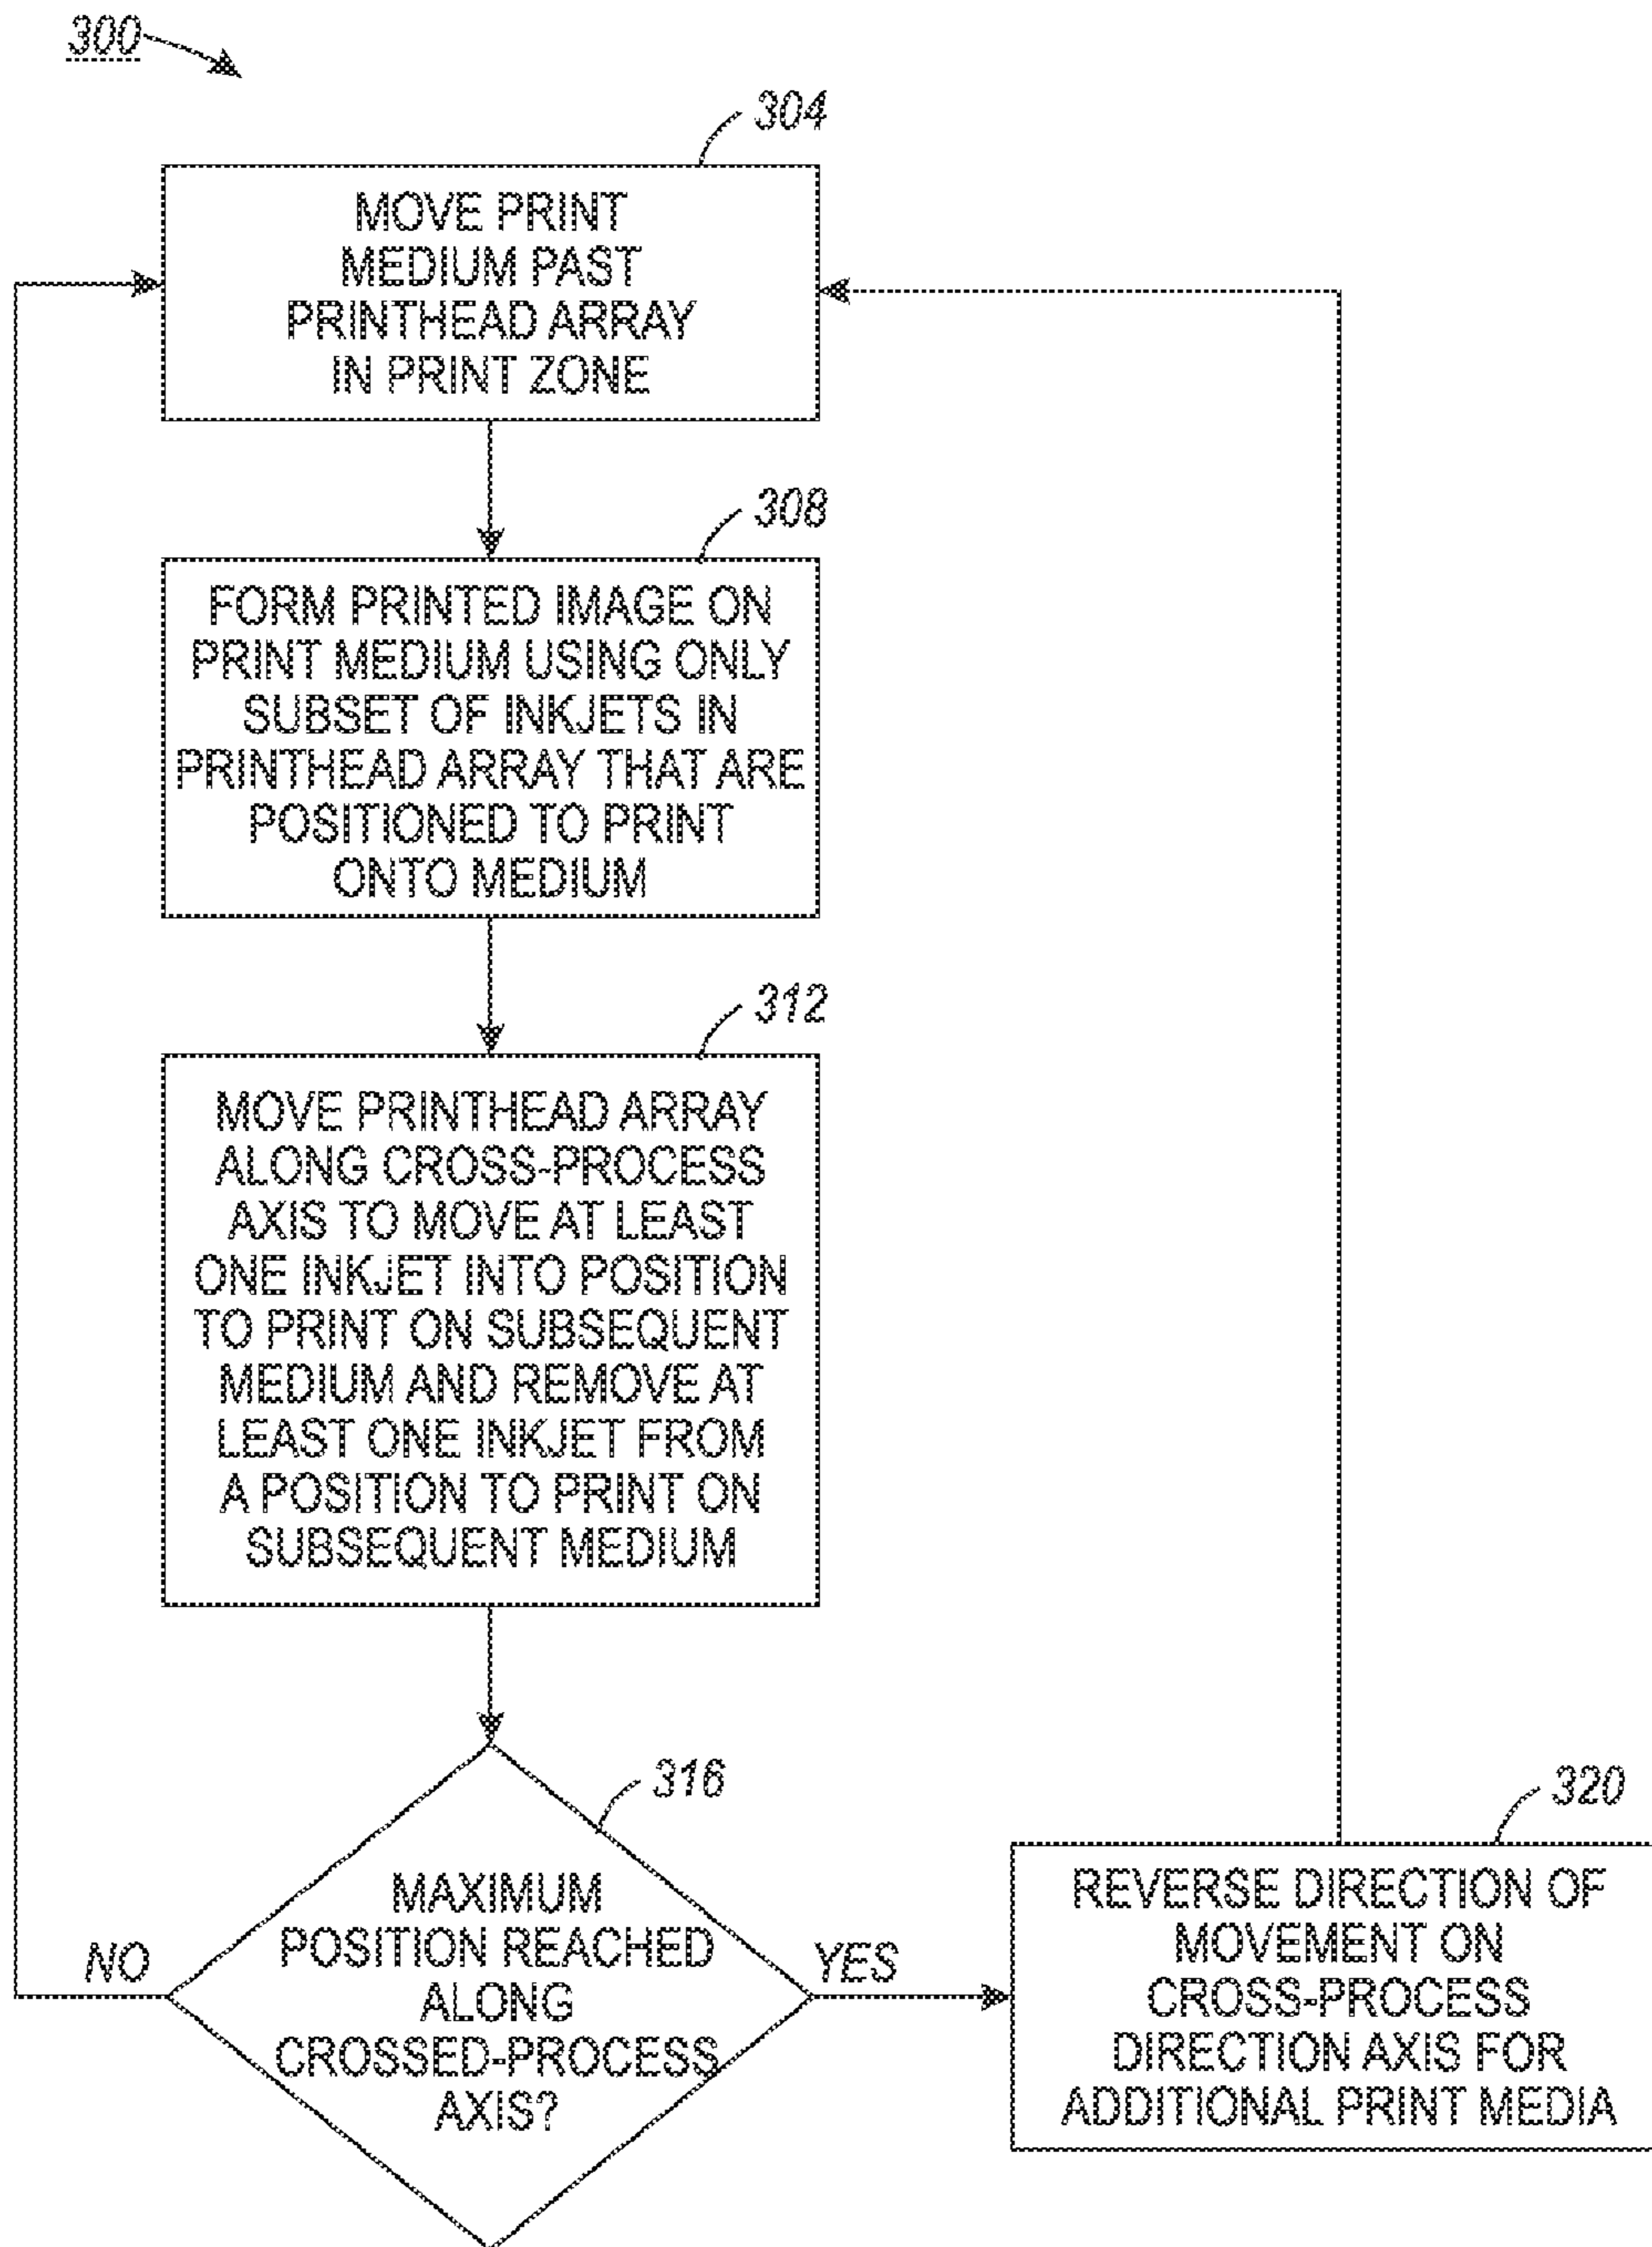 300
304
MOVE PRINT
MEDIUM PAST
PRINTHEAD ARRAY
IN PRINT ZONE
308
FORM PRINTED IMAGE ON
PRINT MEDIUM USING ONLY
SUBSET OF INKJETS IN
PRINTHEAD ARRAY THAT ARE
POSITIONED TO PRINT
ONTO MEDIUM
312
MOVE PRINTHEAD ARRAY
ALONG CROSS-PROCESS
AXIS TO MOVE AT LEAST
ONE INKJET INTO POSITION
TO PRINT ON SUBSEQUENT
MEDIUM AND REMOVE AT
LEAST ONE INKJET FROM
A POSITION TO PRINT ON
SUBSEQUENT MEDIUM
316
MAXIMUM
POSITION REACHED
ALONG
CROSSED-PROCESS
AXIS?
NO
YES
320
REVERSE DIRECTION OF
MOVEMENT ON
CROSS-PROCESS
DIRECTION AXIS FOR
ADDITIONAL PRINT MEDIA